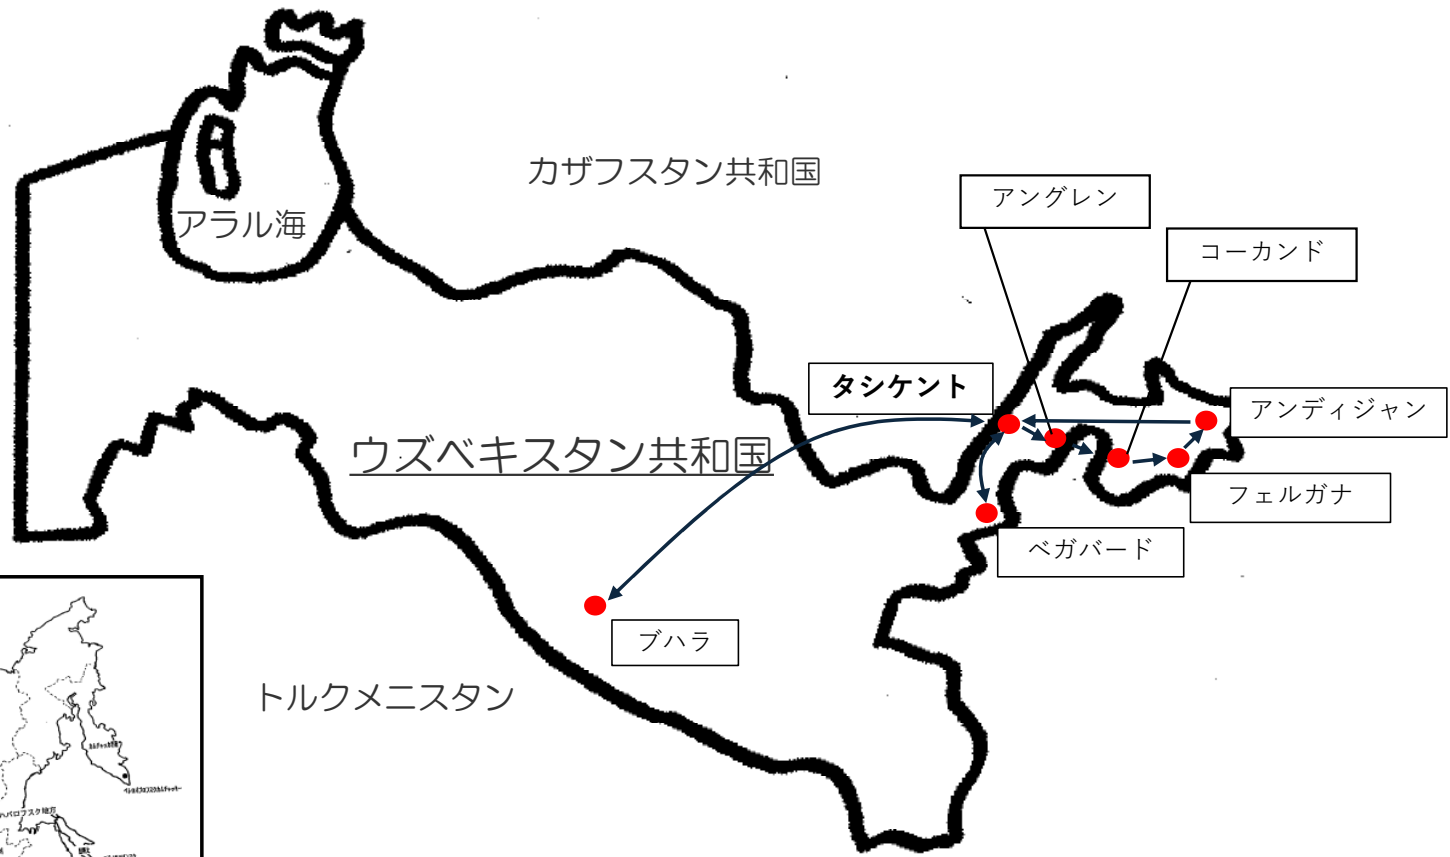 カザフスタン共和国
アラル海
アングレン
コーカンド
タシケント
アンディジャン
ウズベキスタン共和国
フェルガナ
ベガバード
ブハラ
トルクメニスタン